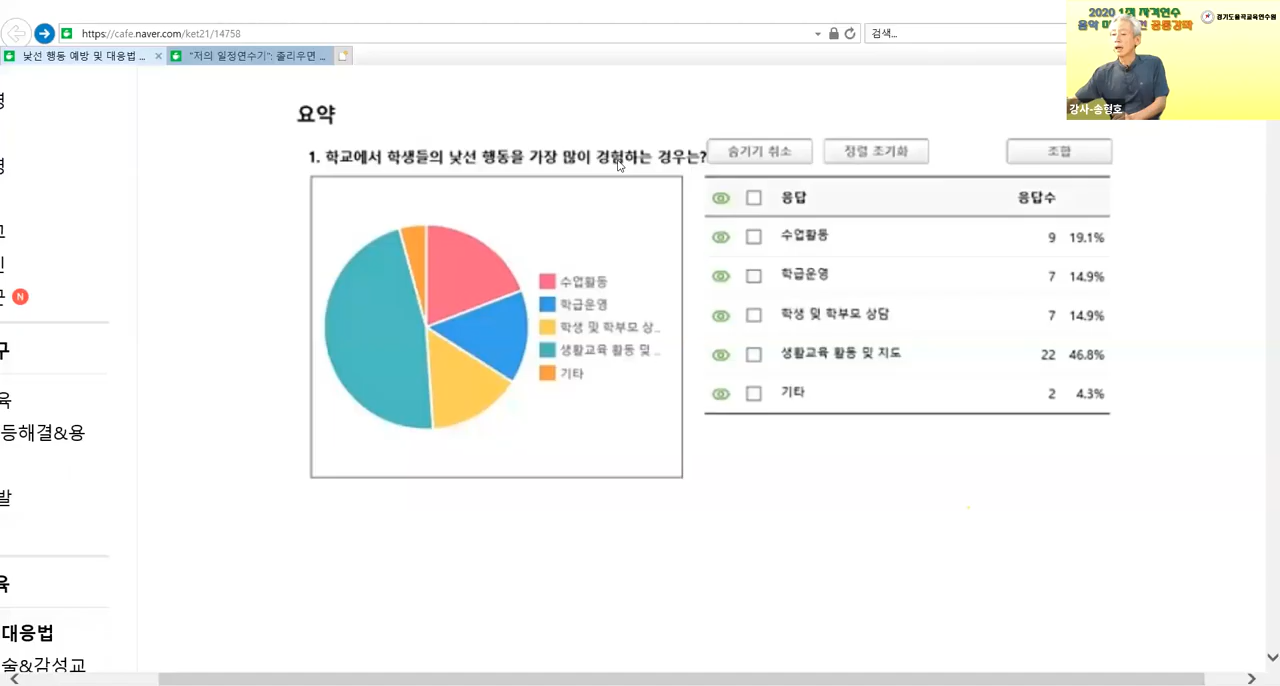 https://cafe.naver.com/ket21/14758
검색...
낯선 행동 예방 및 대응법 ...
"저의 일정연수기": 졸리우면 ...
2020 1정 자격연수
경기도율곡교육연수원
강사-송형호
N
등해결&용
대응법
술&감성교
요약
1. 학교에서 학생들의 낯선 행동을 가장 많이 경험하는 경우는?
숨기기 취소
정렬 초기화
조합
수업활동
학급운영
학생 및 학부모 상..
생활교육 활동 및 ..
기타
응답 응답수
수업활동 9 19.1%
학급운영 7 14.9%
학생 및 학부모 상담 7 14.9%
생활교육 활동 및 지도 22 46.8%
기타 2 4.3%